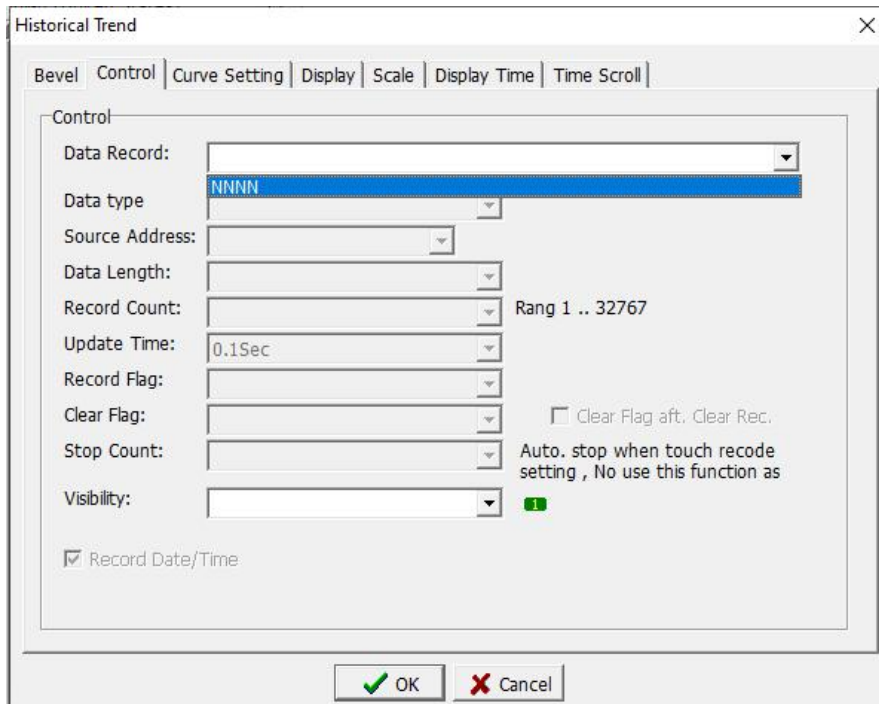 Historical Trend
Bevel Control Curve Setting Display Scale Display Time Time Scroll
Control
Data Record:
NNNN
Data type
Source Address:
Data Length:
Record Count: Rang 1 .. 32767
Update Time: 0.1Sec
Record Flag:
Clear Flag: Clear Flag aft. Clear Rec.
Stop Count: Auto. stop when touch recode
setting , No use this function as
Visibility: 1
Record Date/Time
OK Cancel